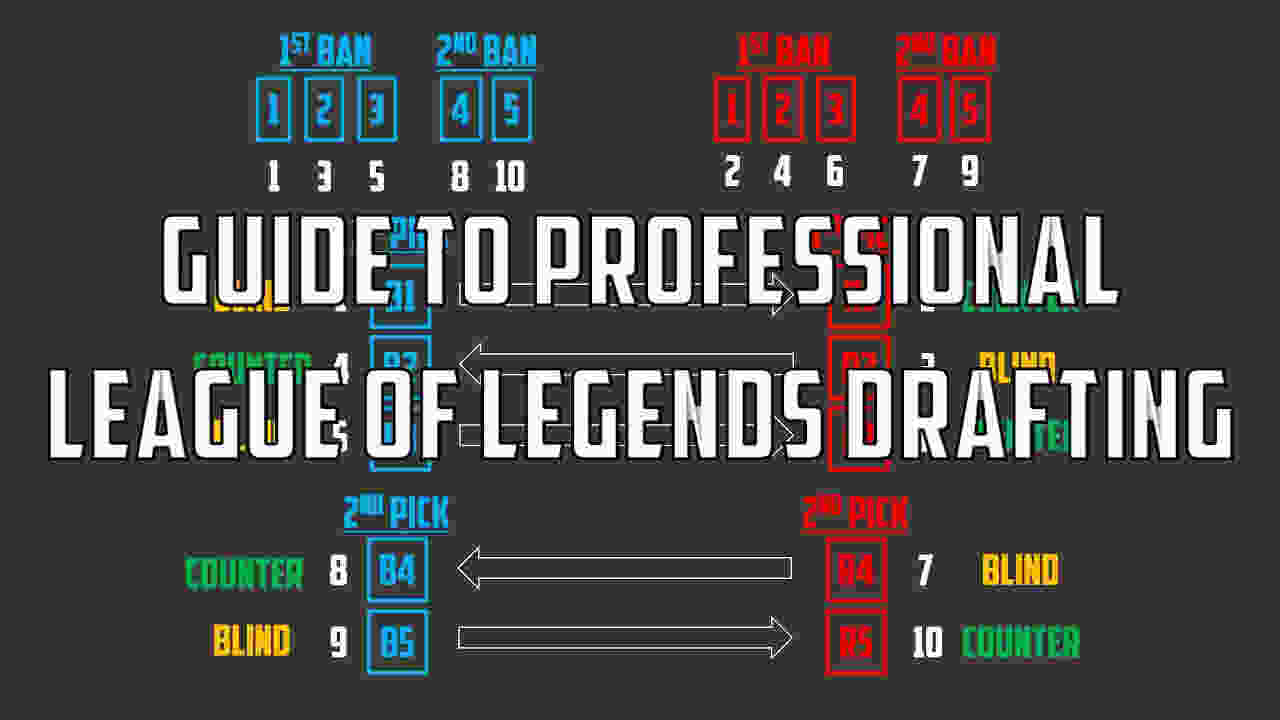 1ST BAN 2ND BAN 1ST BAN 2ND BAN
1 2 3 4 5 1 2 3 4 5
1 3 5 8 10 2 4 6 7 9
GUIDE TO PROFESSIONAL
COUNTER BLIND
LEAGUE OF LEGENDS DRAFTING
2ND PICK 2ND PICK
COUNTER 8 B4 R4 7 BLIND
BLIND 9 B5 R5 10 COUNTER